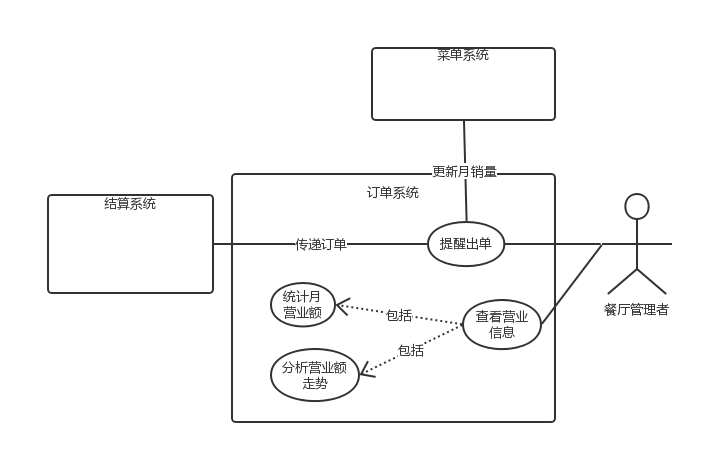 菜单系统
更新月销量
订单系统
结算系统
传递订单
提醒出单
统计月
营业额
包括
查看营业
信息
餐厅管理者
包括
分析营业额
走势